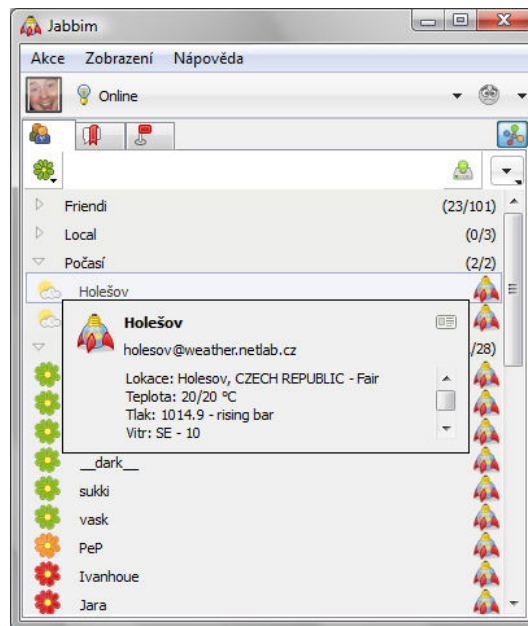 Jabbim
Akce Zobrazení Nápověda
Online
Friendi (23/101)
Local (0/3)
Počasí (2/2)
Holešov
Holešov
holesov@weather.netlab.cz
/28)
Lokace: Holesov, CZECH REPUBLIC - Fair
Teplota: 20/20 °C
Tlak: 1014.9 - rising bar
Vitr: SE - 10
__dark__
sukki
vask
PeP
Ivanhoue
Jara